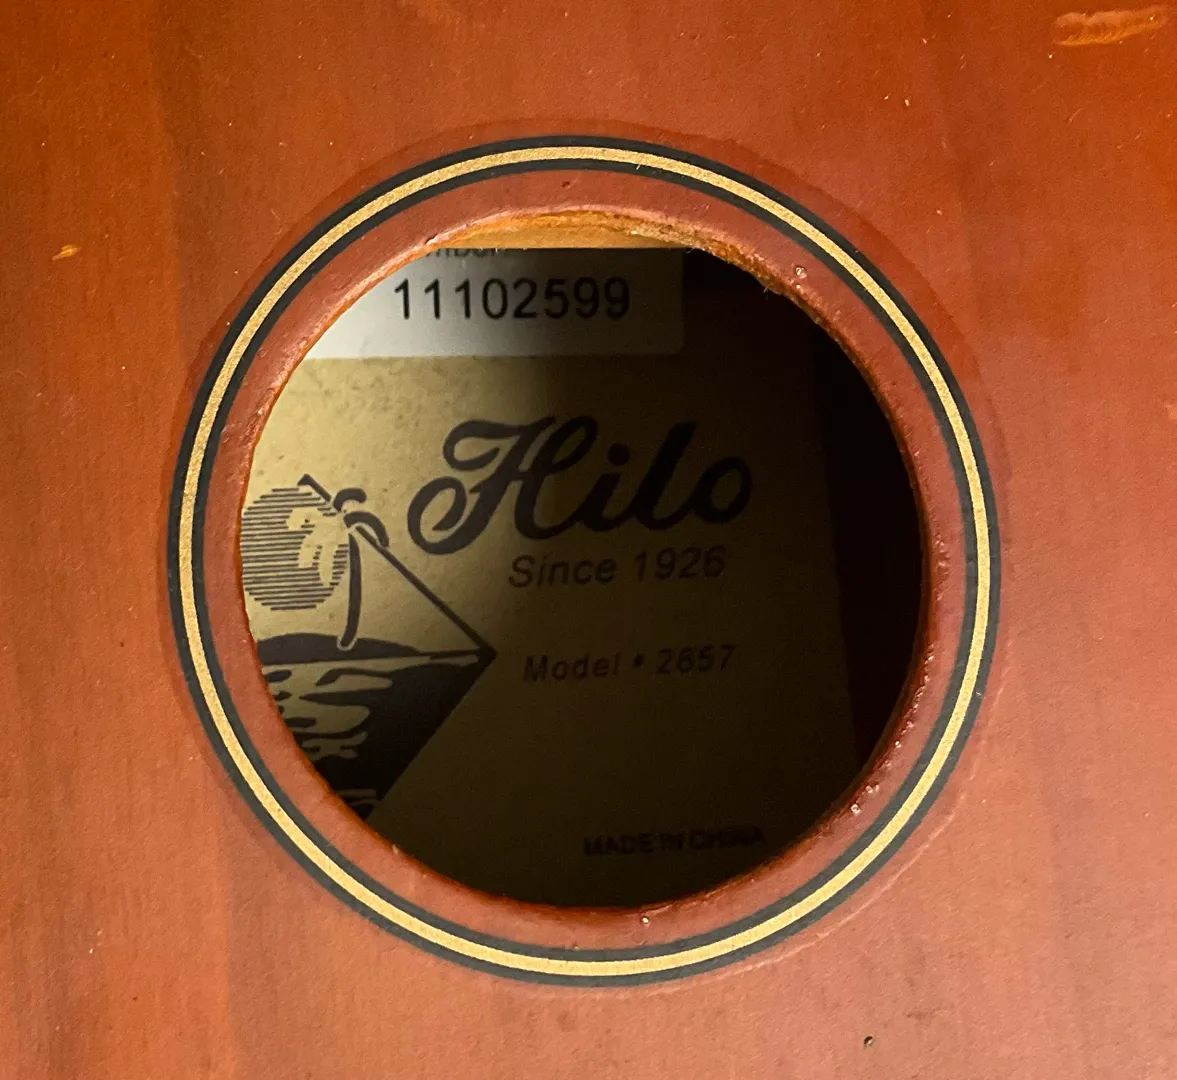 11102599
Hilo
Since 1926
Model • 2657
MADE IN CHINA